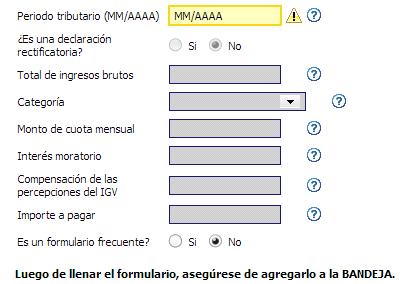 Periodo tributario (MM/AAAA) MM/AAAA
¿Es una declaración
rectificatoria? Si No
Total de ingresos brutos
Categoría
Monto de cuota mensual
Interés moratorio
Compensación de las
percepciones del IGV
Importe a pagar
Es un formulario frecuente? Si No
Luego de llenar el formulario, asegúrese de agregarlo a la BANDEJA.